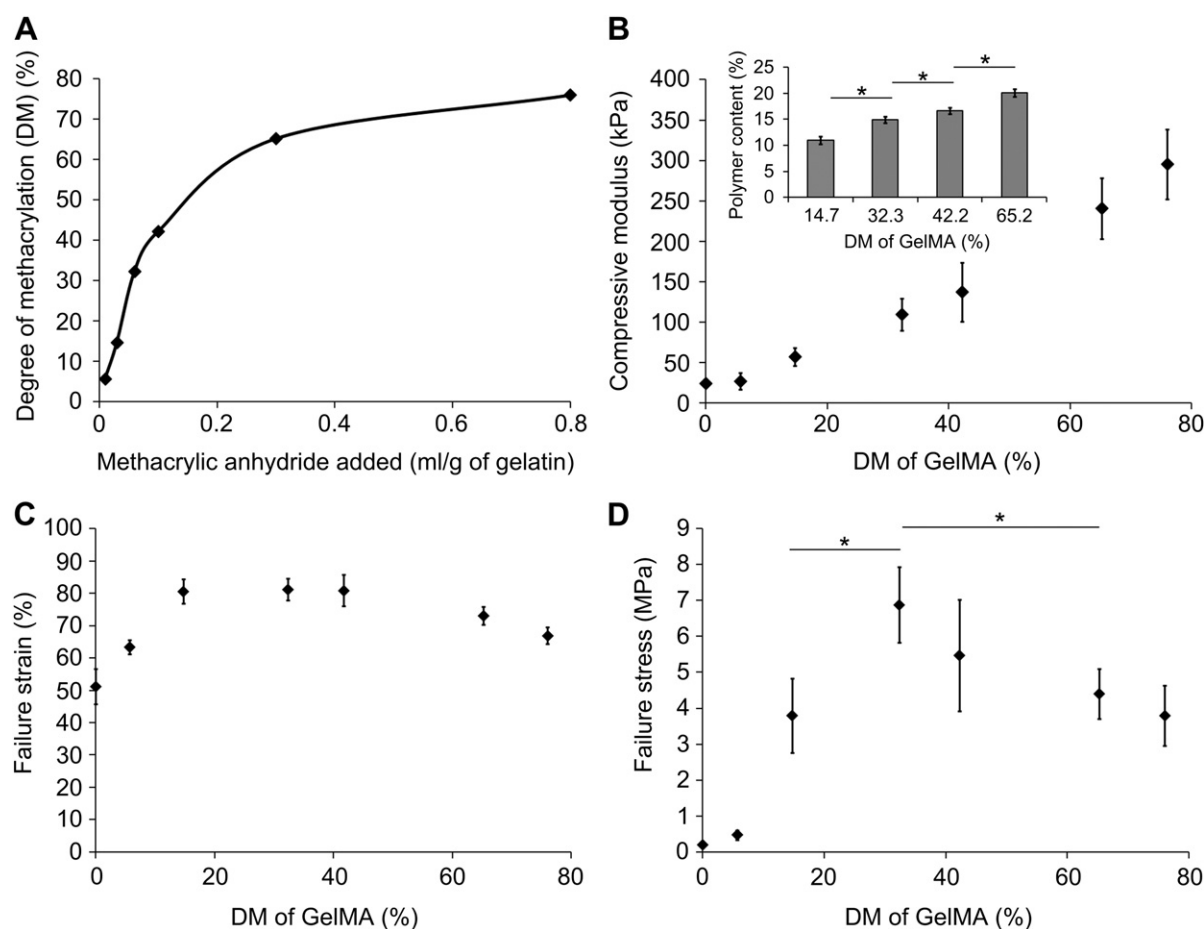 A
Degree of methacrylation (DM) (%)
80
70
60
50
40
30
20
10
0
0 0.2 0.4 0.6 0.8
Methacrylic anhydride added (ml/g of gelatin)
B
Compressive modulus (kPa)
400
350
300
250
200
150
100
50
0
0 20 40 60 80
DM of GelMA (%)
Polymer content (%)
25
20
15
10
5
0
* * *
14.7 32.3 42.2 65.2
DM of GelMA (%)
C
Failure strain (%)
100
90
80
70
60
50
40
30
20
10
0
0 20 40 60 80
DM of GelMA (%)
D
Failure stress (MPa)
9
8
7
6
5
4
3
2
1
0
* *
0 20 40 60 80
DM of GelMA (%)